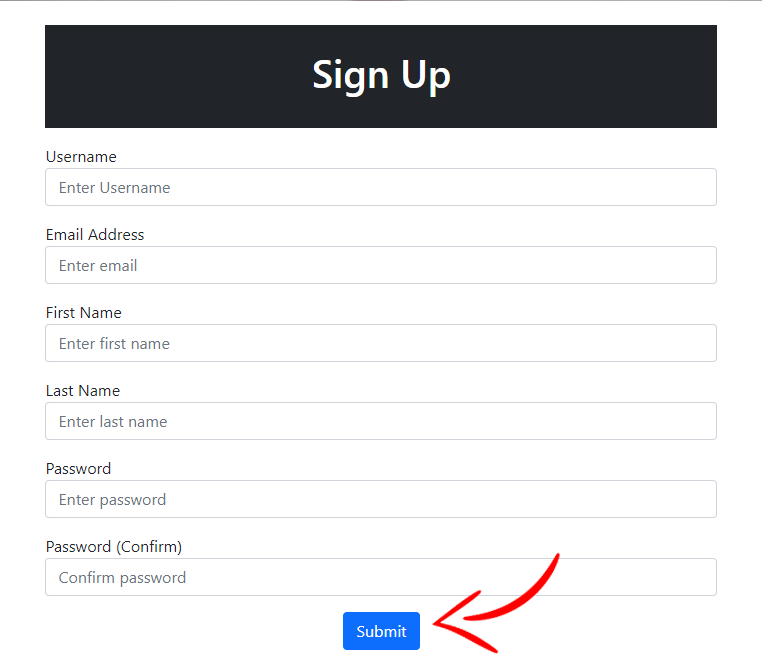 Sign Up
Username
Enter Username
Email Address
Enter email
First Name
Enter first name
Last Name
Enter last name
Password
Enter password
Password (Confirm)
Confirm password
Submit